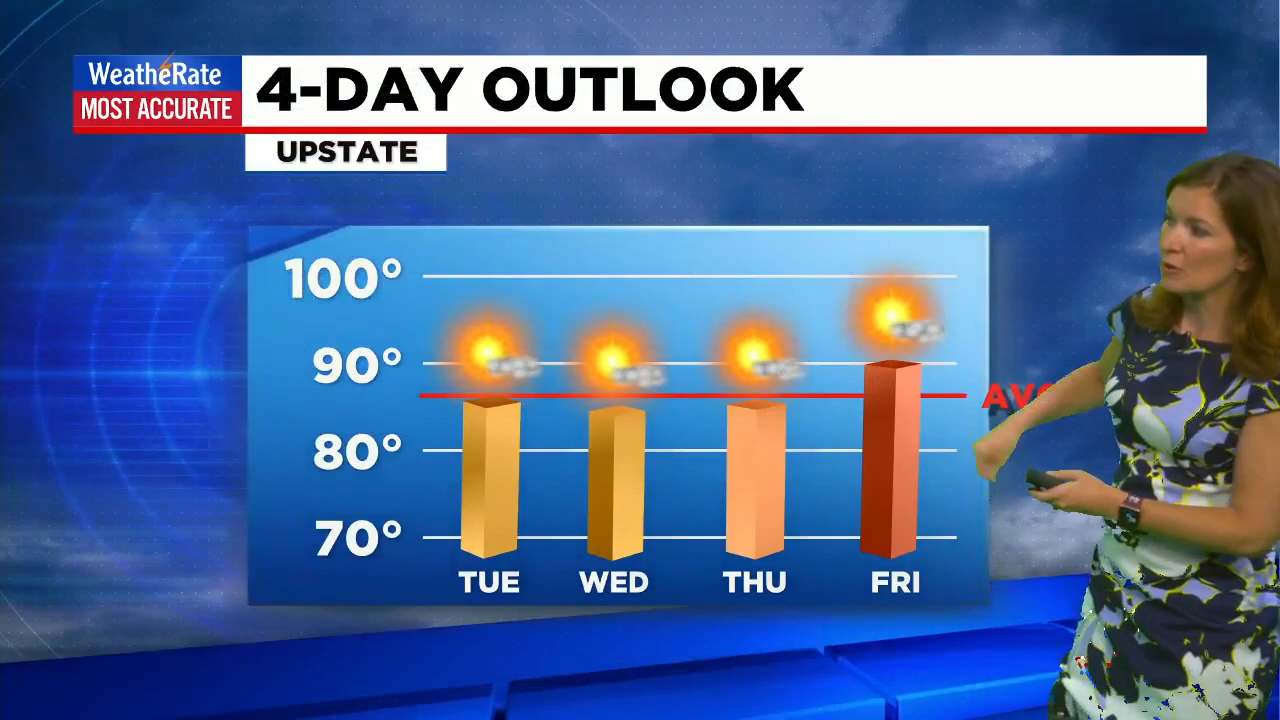 WeatheRate
MOST ACCURATE
4-DAY OUTLOOK
UPSTATE
100°
90°
80°
70°
TUE WED THU FRI